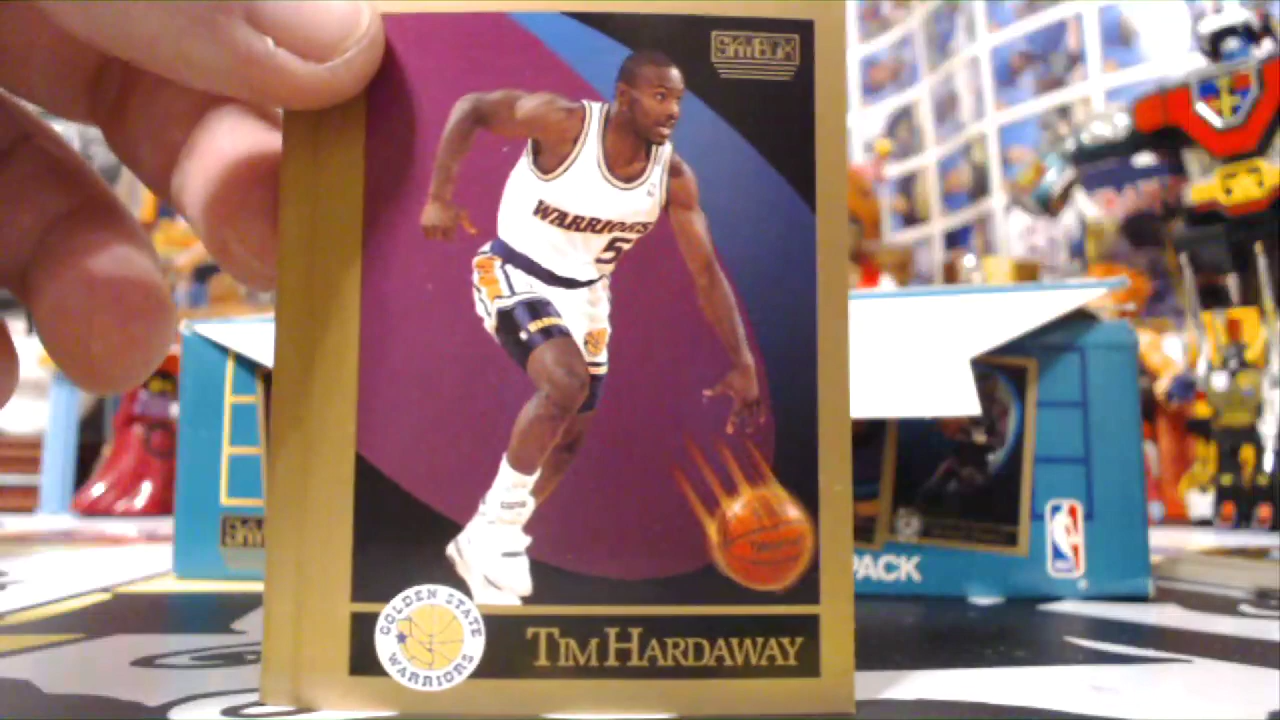 SKYBOX
WARRIORS
5
GOLDEN STATE
WARRIORS
TIM HARDAWAY
PACK